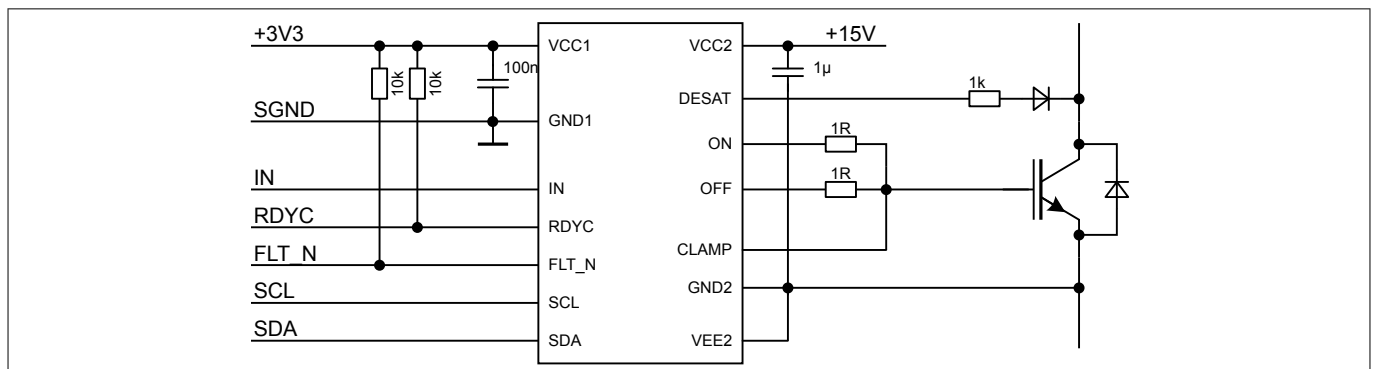 +3V3
10k
10k
100n
SGND
IN
RDYC
FLT_N
SCL
SDA
VCC1
GND1
IN
RDYC
FLT_N
SCL
SDA
VCC2
DESAT
ON
OFF
CLAMP
GND2
VEE2
+15V
1µ
1k
1R
1R